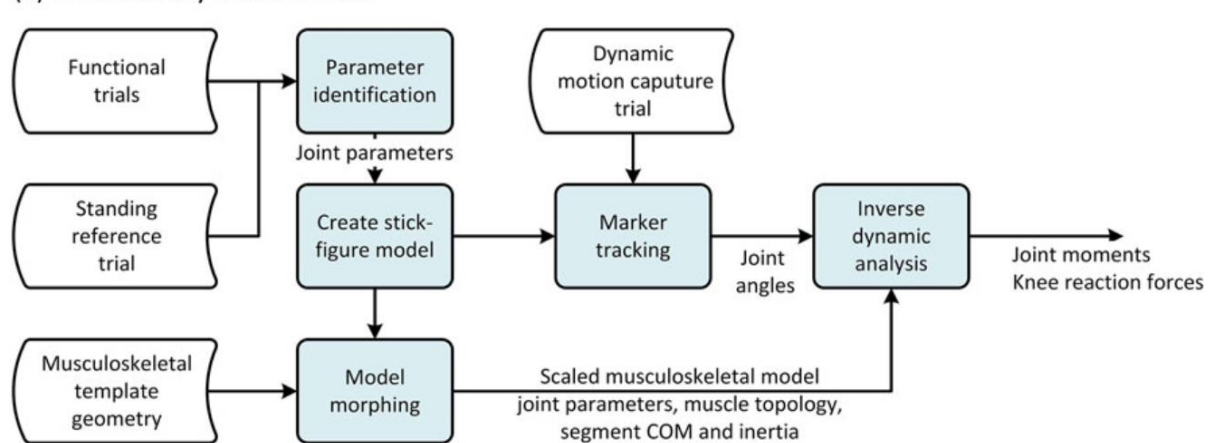 Functional
trials
Parameter
identification
Dynamic
motion caputure
trial
Joint parameters
Standing
reference
trial
Create stick-
figure model
Marker
tracking
Joint
angles
Inverse
dynamic
analysis
Joint moments
Knee reaction forces
Musculoskeletal
template
geometry
Model
morphing
Scaled musculoskeletal model
joint parameters, muscle topology,
segment COM and inertia